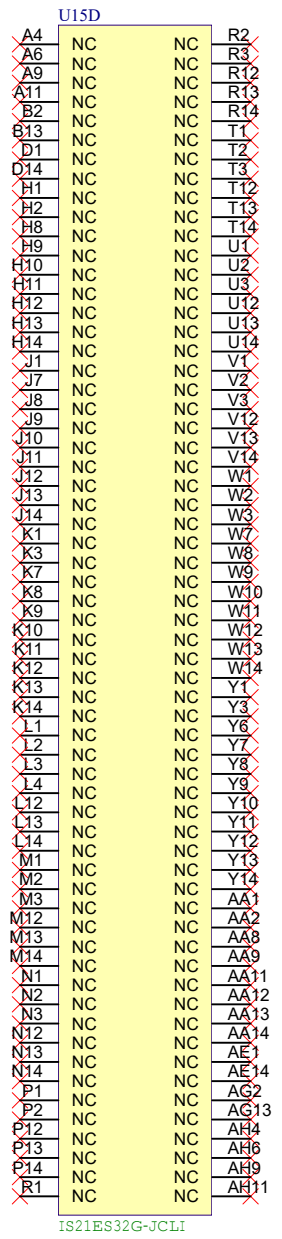 U15D
A4 NC NC R2
A6 NC NC R3
A9 NC NC R12
A11 NC NC R13
B2 NC NC R14
B13 NC NC T1
D1 NC NC T2
D14 NC NC T3
H1 NC NC T12
H2 NC NC T13
H8 NC NC T14
H9 NC NC U1
H10 NC NC U2
H11 NC NC U3
H12 NC NC U12
H13 NC NC U13
H14 NC NC U14
J1 NC NC V1
J7 NC NC V2
J8 NC NC V3
J9 NC NC V12
J10 NC NC V13
J11 NC NC V14
J12 NC NC W1
J13 NC NC W2
J14 NC NC W3
K1 NC NC W7
K3 NC NC W8
K7 NC NC W9
K8 NC NC W10
K9 NC NC W11
K10 NC NC W12
K11 NC NC W13
K12 NC NC W14
K13 NC NC Y1
K14 NC NC Y3
L1 NC NC Y6
L2 NC NC Y7
L3 NC NC Y8
L4 NC NC Y9
L12 NC NC Y10
L13 NC NC Y11
L14 NC NC Y12
M1 NC NC Y13
M2 NC NC Y14
M3 NC NC AA1
M12 NC NC AA2
M13 NC NC AA8
M14 NC NC AA9
N1 NC NC AA11
N2 NC NC AA12
N3 NC NC AA13
N12 NC NC AA14
N13 NC NC AE1
N14 NC NC AE14
P1 NC NC AG2
P2 NC NC AG13
P12 NC NC AH4
P13 NC NC AH6
P14 NC NC AH9
R1 NC NC AH11
IS21ES32G-JCLI